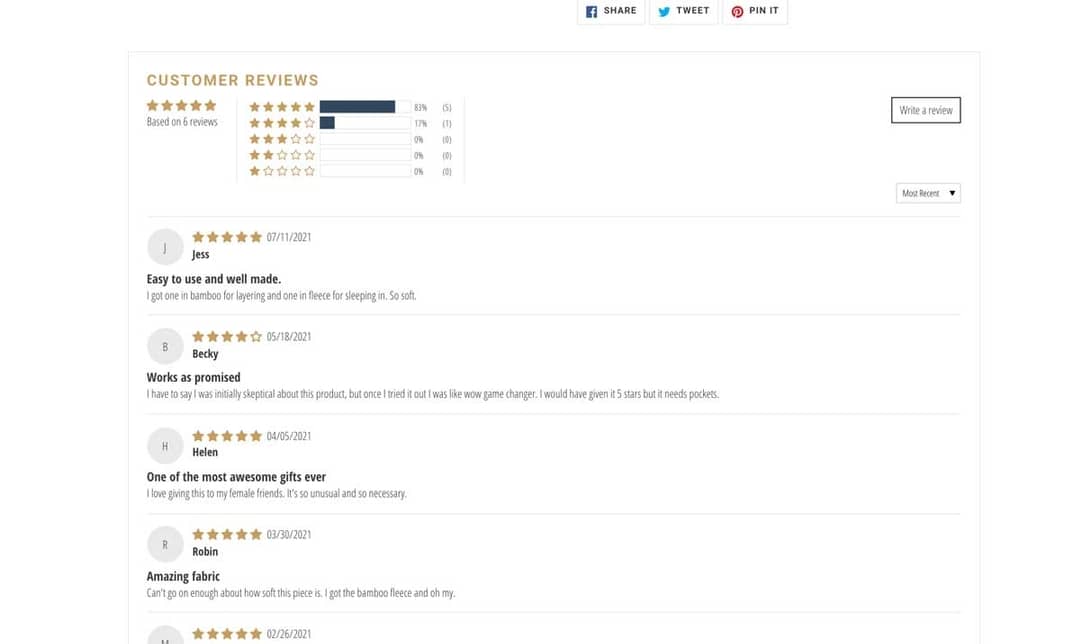 SHARE TWEET PIN IT
CUSTOMER REVIEWS
Based on 6 reviews
83% (5)
17% (1)
0% (0)
0% (0)
0% (0)
Write a review
Most Recent
J 07/11/2021
Jess
Easy to use and well made.
I got one in bamboo for layering and one in fleece for sleeping in. So soft.
B 05/18/2021
Becky
Works as promised
I have to say I was initially skeptical about this product, but once I tried it out I was like wow game changer. I would have given it 5 stars but it needs pockets.
H 04/05/2021
Helen
One of the most awesome gifts ever
I love giving this to my female friends. It's so unusual and so necessary.
R 03/30/2021
Robin
Amazing fabric
Can't go on enough about how soft this piece is. I got the bamboo fleece and oh my.
M 02/26/2021